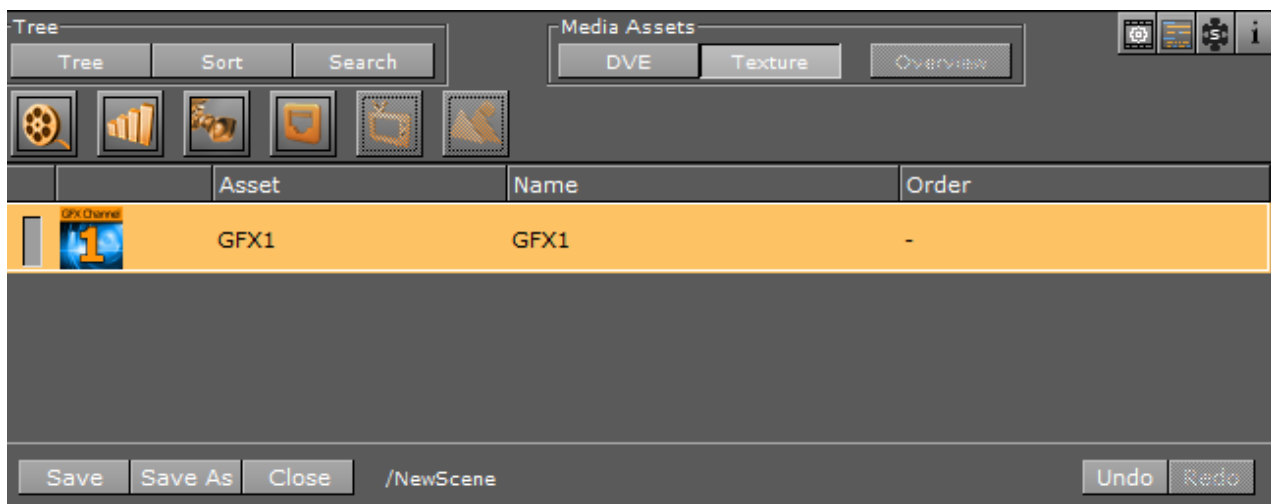 Tree
Media Assets
Tree Sort Search
DVE Texture Overview
S i
Asset Name Order
GFX Channel
1
GFX1 GFX1 -
Save Save As Close /NewScene Undo Redo